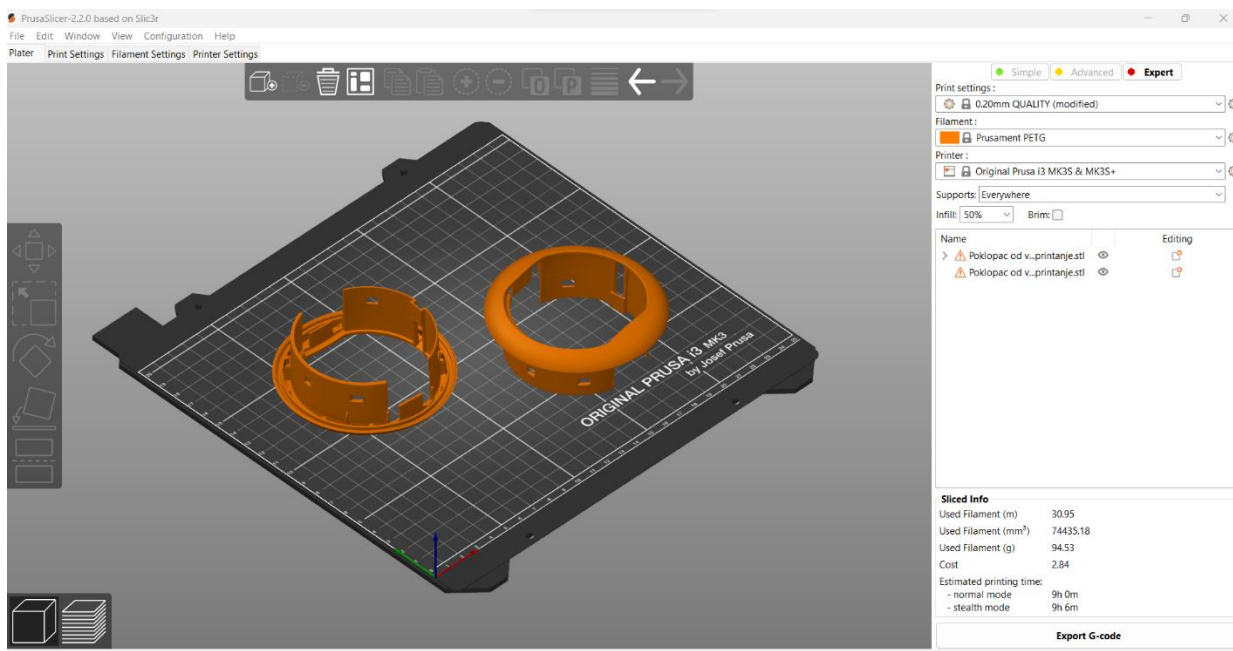 PrusaSlicer-2.2.0 based on Slic3r
File Edit Window View Configuration Help
Plater Print Settings Filament Settings Printer Settings
Simple Advanced Expert
Print settings :
0.20mm QUALITY (modified)
Filament :
Prusament PETG
Printer :
Original Prusa i3 MK3S & MK3S+
Supports: Everywhere
Infill: 50% Brim:
Name Editing
Poklopac od v...printanje.stl
Poklopac od v...printanje.stl
ORIGINAL PRUSA i3 MK3
by Josef Prusa
Sliced Info
Used Filament (m) 30.95
Used Filament (mm³) 74435.18
Used Filament (g) 94.53
Cost 2.84
Estimated printing time:
- normal mode 9h 0m
- stealth mode 9h 6m
Export G-code